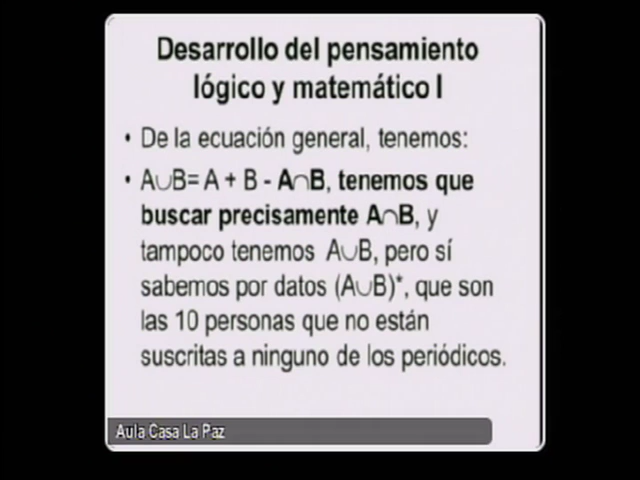 Desarrollo del pensamiento
lógico y matemático I
• De la ecuación general, tenemos:
• A∪B= A + B - A∩B, tenemos que
buscar precisamente A∩B, y
tampoco tenemos A∪B, pero sí
sabemos por datos (A∪B)*, que son
las 10 personas que no están
suscritas a ninguno de los periódicos.
Aula Casa La Paz